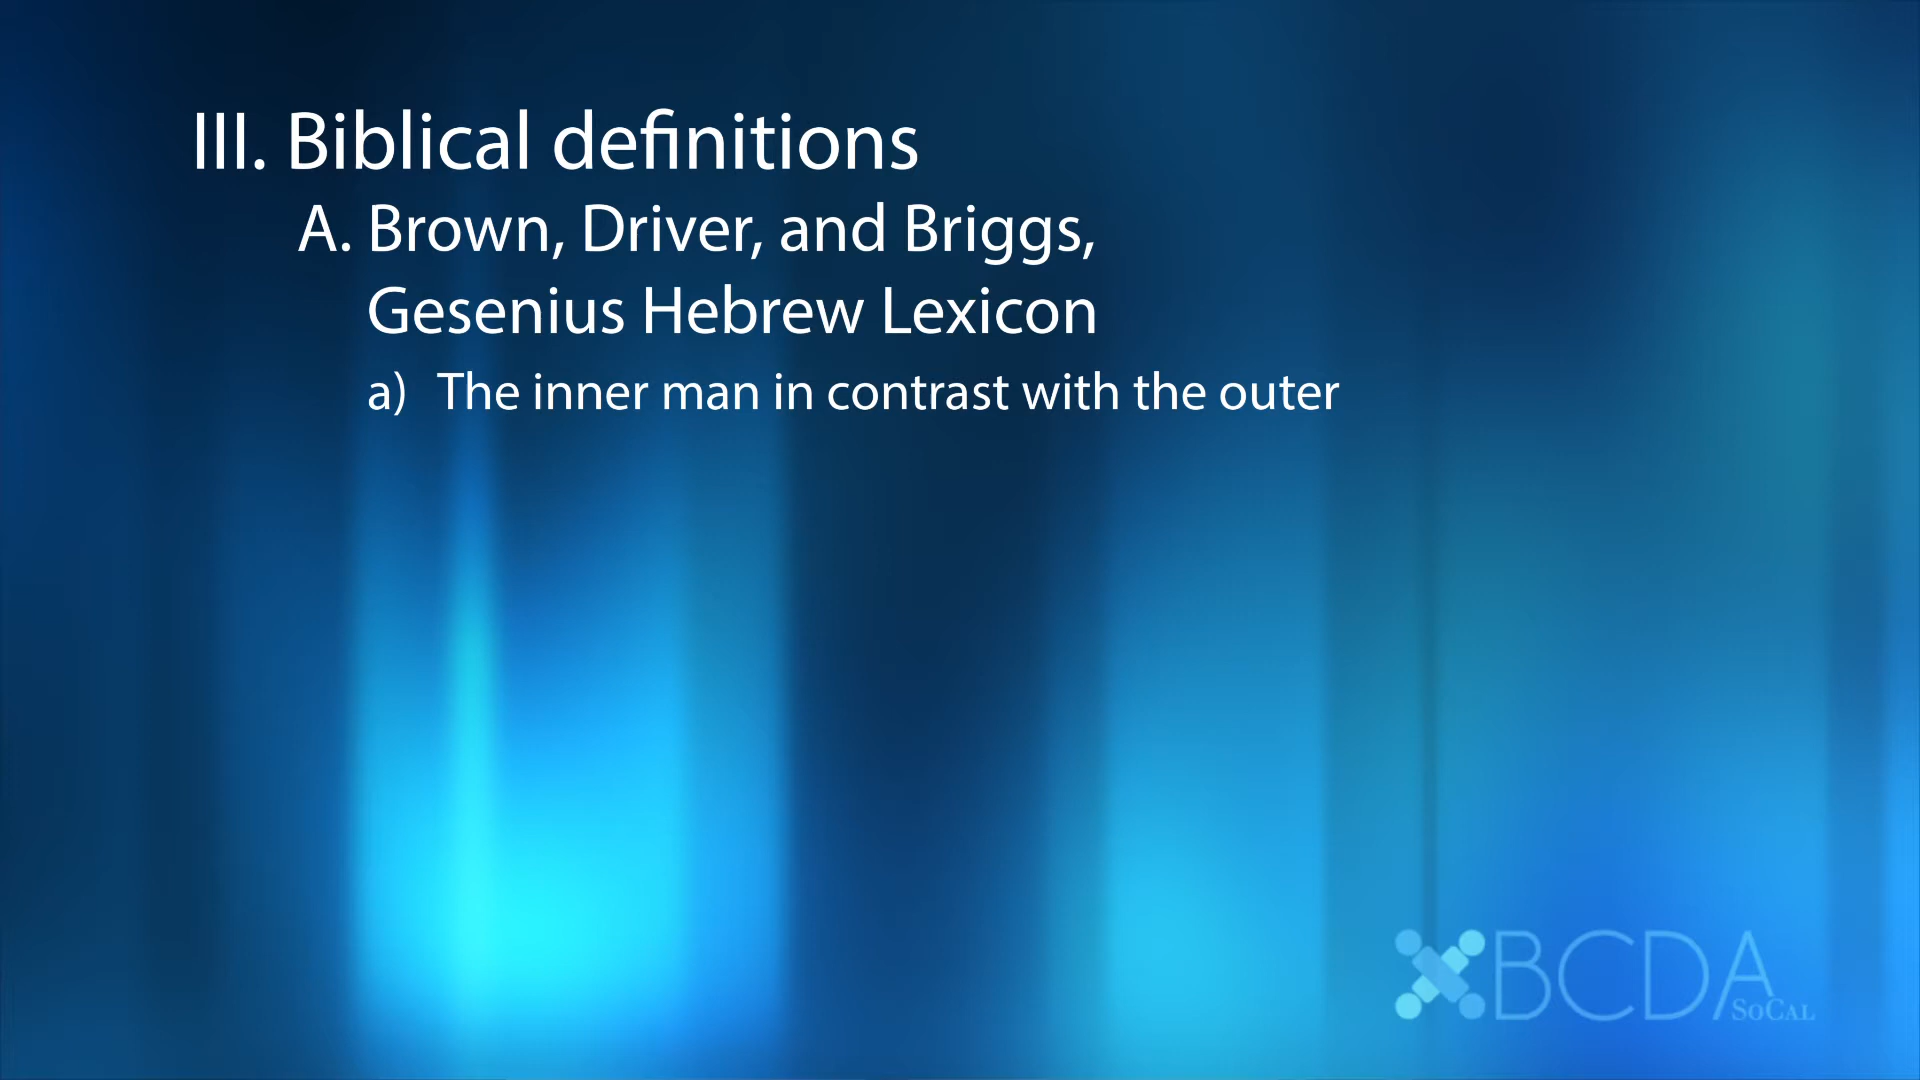 III. Biblical definitions
A. Brown, Driver, and Briggs,
Gesenius Hebrew Lexicon
a) The inner man in contrast with the outer
BCDA
SoCal